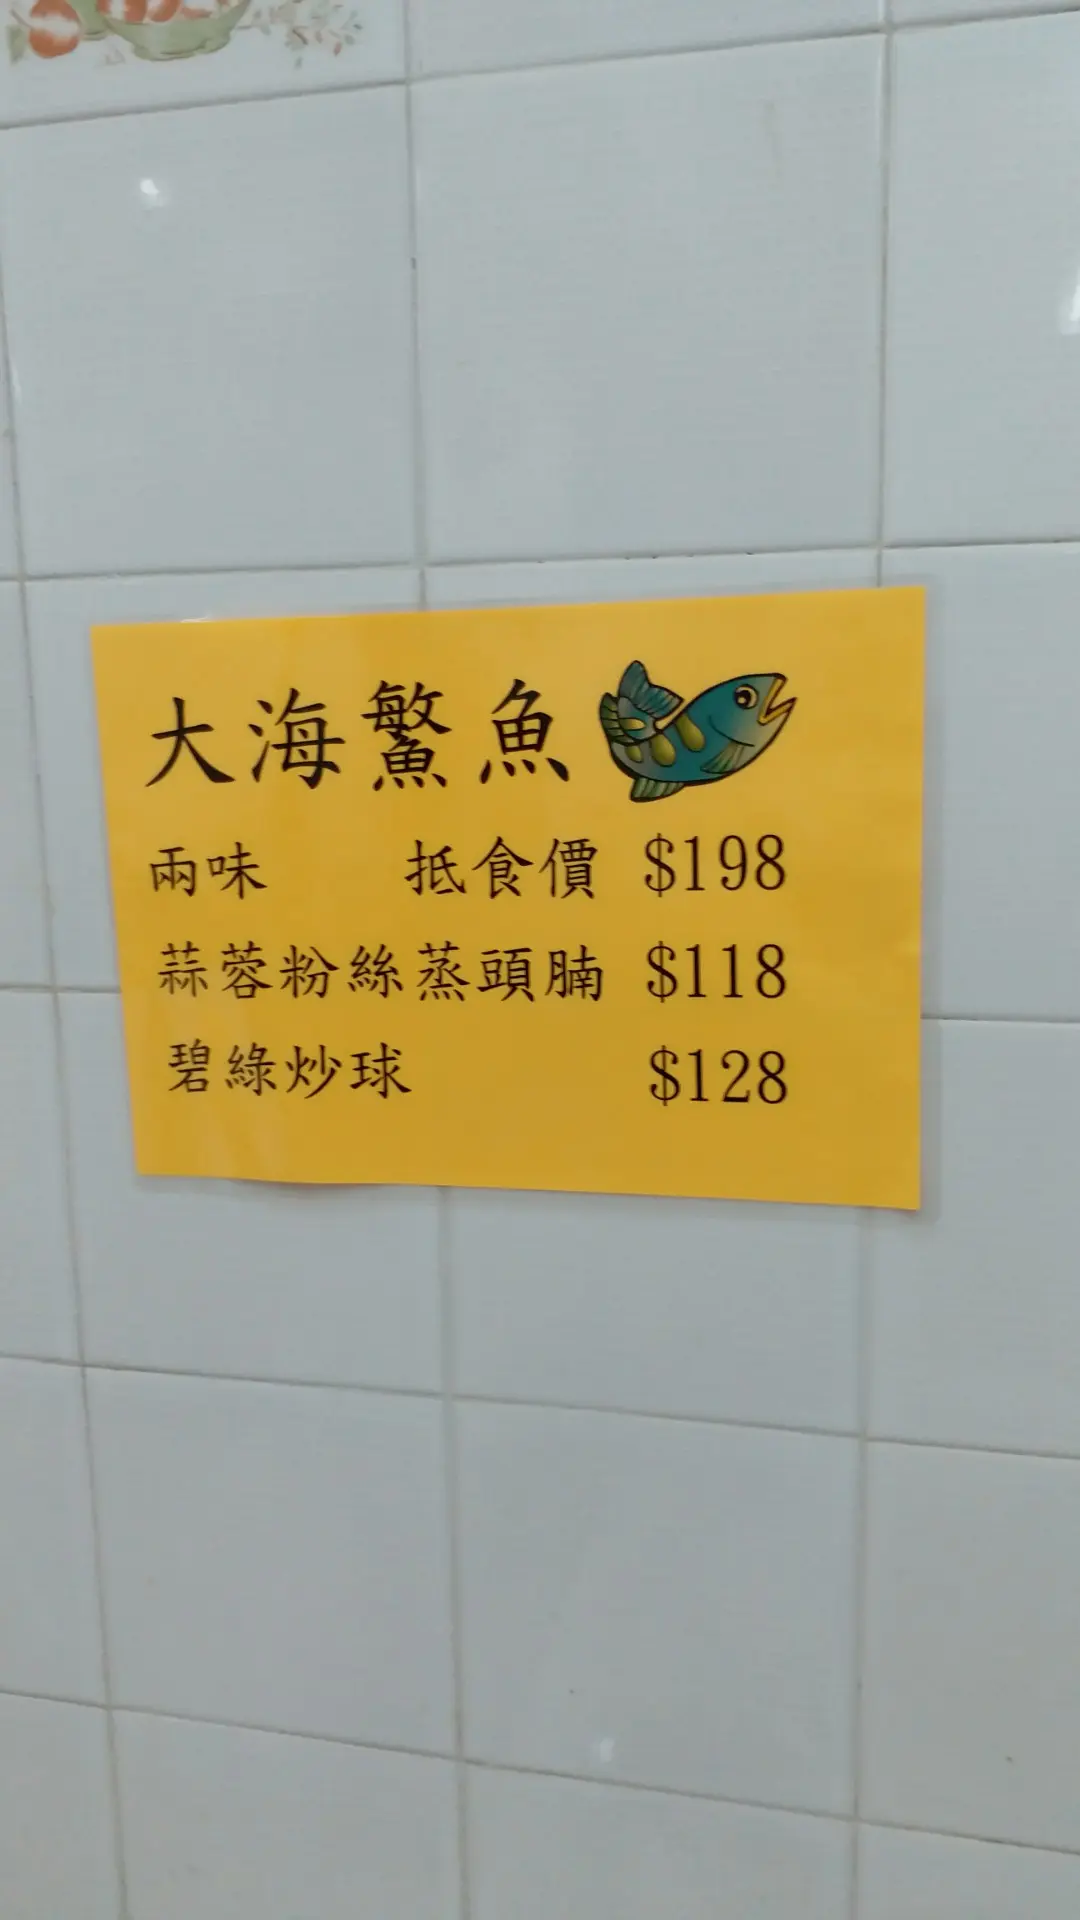 大海鰵魚
兩味 抵食價 $198
蒜蓉粉絲蒸頭腩 $118
碧綠炒球 $128